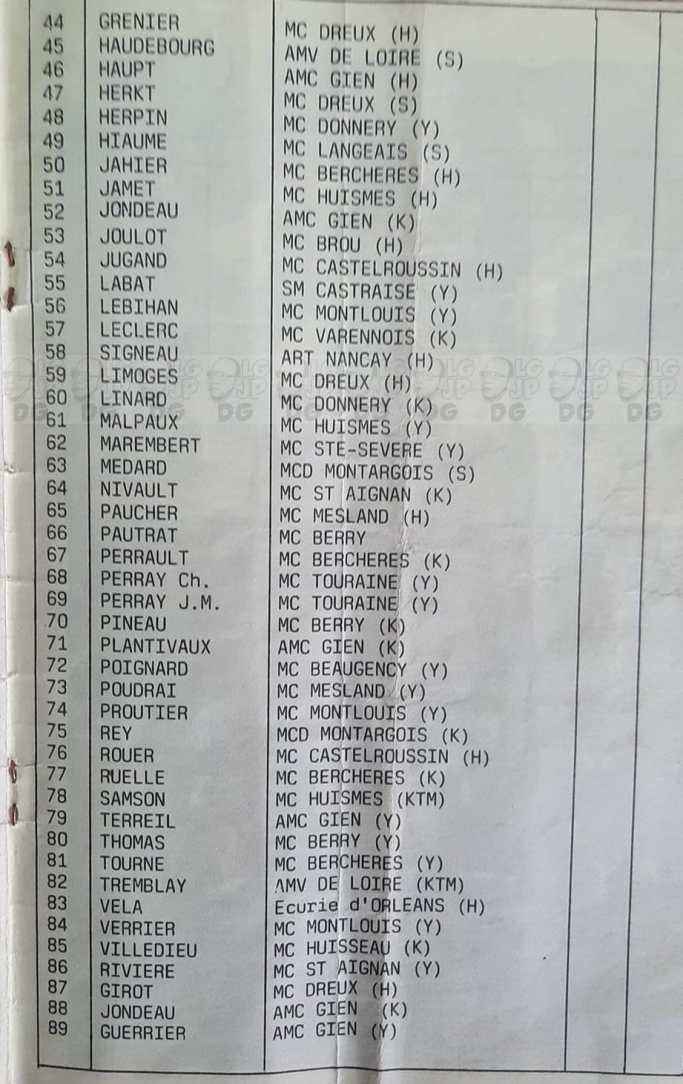 44 GRENIER MC DREUX (H)
45 HAUDEBOURG AMV DE LOIRE (S)
46 HAUPT AMC GIEN (H)
47 HERKT MC DREUX (S)
48 HERPIN MC DONNERY (Y)
49 HIAUME MC LANGEAIS (S)
50 JAHIER MC BERCHERES (H)
51 JAMET MC HUISMES (H)
52 JONDEAU AMC GIEN (K)
53 JOULOT MC BROU (H)
54 JUGAND MC CASTELROUSSIN (H)
55 LABAT SM CASTRAISE (Y)
56 LEBIHAN MC MONTLOUIS (Y)
57 LECLERC MC VARENNOIS (K)
58 SIGNEAU ART NANCAY (H)
59 LIMOGES MC DREUX (H)
60 LINARD MC DONNERY (K)
61 MALPAUX MC HUISMES (Y)
62 MAREMBERT MC STE-SEVERE (Y)
63 MEDARD MCD MONTARGOIS (S)
64 NIVAULT MC ST AIGNAN (K)
65 PAUCHER MC MESLAND (H)
66 PAUTRAT MC BERRY
67 PERRAULT MC BERCHERES (K)
68 PERRAY Ch. MC TOURAINE (Y)
69 PERRAY J.M. MC TOURAINE (Y)
70 PINEAU MC BERRY (K)
71 PLANTIVAUX AMC GIEN (K)
72 POIGNARD MC BEAUGENCY (Y)
73 POUDRAI MC MESLAND (Y)
74 PROUTIER MC MONTLOUIS (Y)
75 REY MCD MONTARGOIS (K)
76 ROUER MC CASTELROUSSIN (H)
77 RUELLE MC BERCHERES (K)
78 SAMSON MC HUISMES (KTM)
79 TERREIL AMC GIEN (Y)
80 THOMAS MC BERRY (Y)
81 TOURNE MC BERCHERES (Y)
82 TREMBLAY AMV DE LOIRE (KTM)
83 VELA Ecurie d'ORLEANS (H)
84 VERRIER MC MONTLOUIS (Y)
85 VILLEDIEU MC HUISSEAU (K)
86 RIVIERE MC ST AIGNAN (Y)
87 GIROT MC DREUX (H)
88 JONDEAU AMC GIEN (K)
89 GUERRIER AMC GIEN (Y)